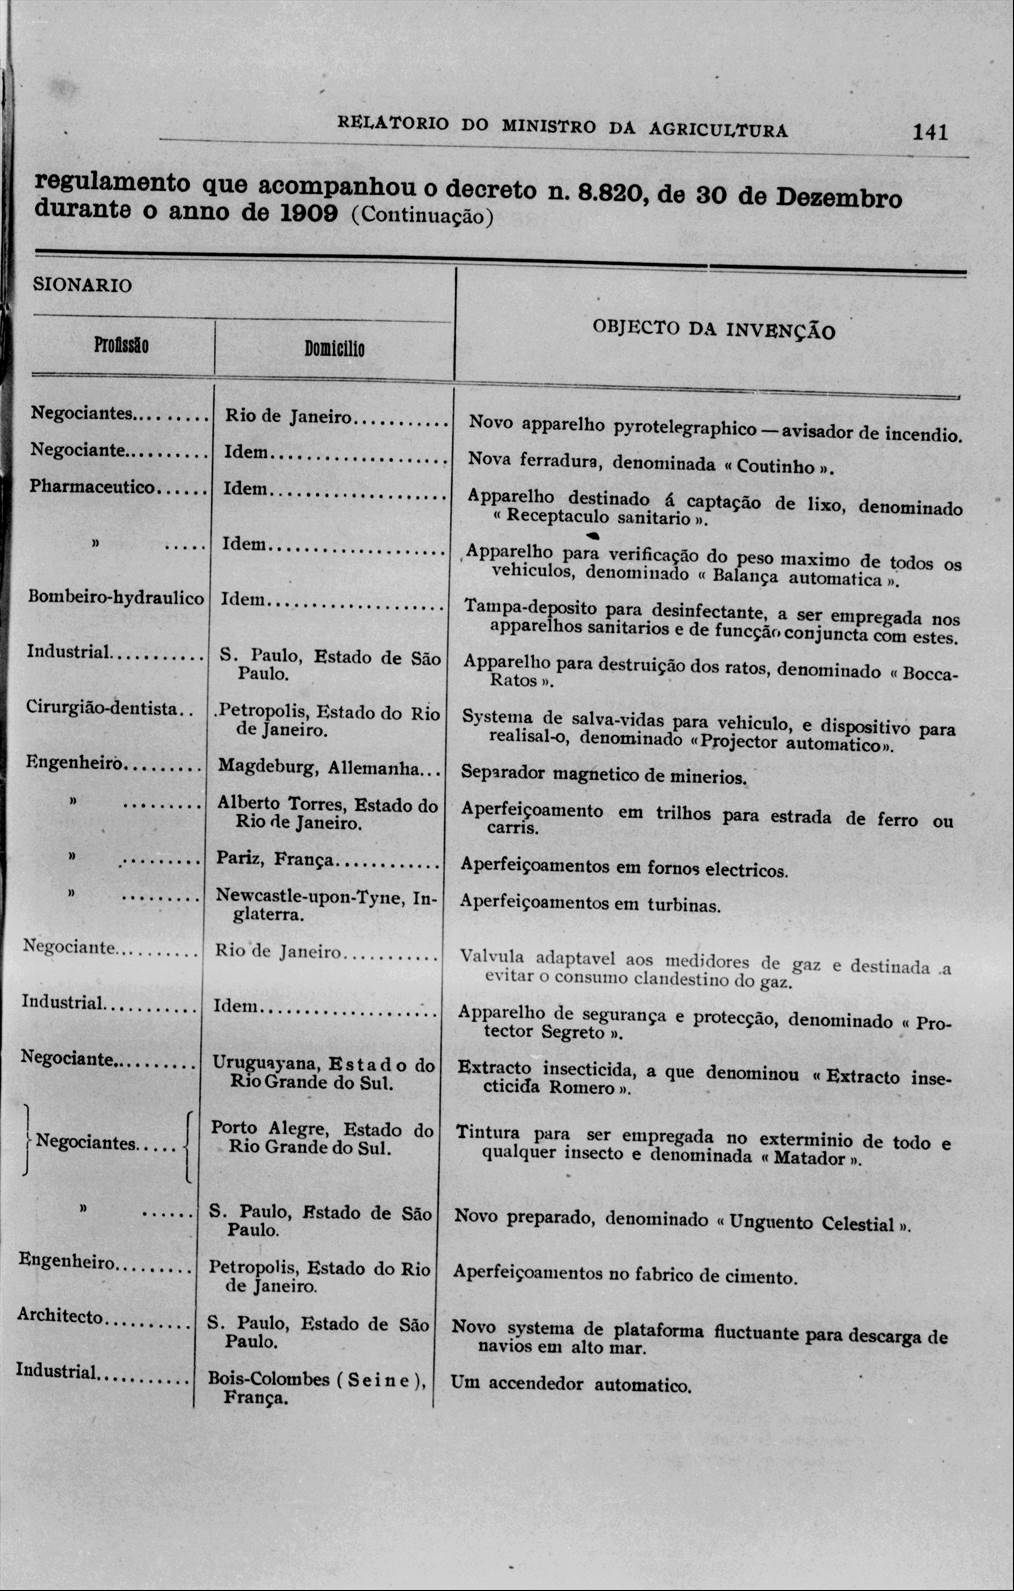 RELATORIO DO MINISTRO DA AGRICULTURA 141
regulamento que acompanhou o decreto n. 8.820, de 30 de Dezembro
durante o anno de 1909 (Continuação)
SIONARIO
OBJECTO DA INVENÇÃO
Profissão Domicilio
Negociantes......... Rio de Janeiro........... Novo apparelho pyrotelegraphico — avisador de incendio.
Negociante.......... Idem.................... Nova ferradura, denominada « Coutinho ».
Pharmaceutico...... Idem.................... Apparelho destinado á captação de lixo, denominado
« Receptaculo sanitario ».
» ..... Idem.................... Apparelho para verificação do peso maximo de todos os
vehiculos, denominado « Balança automatica ».
Bombeiro-hydraulico Idem.................... Tampa-deposito para desinfectante, a ser empregada nos
apparelhos sanitarios e de funcção conjuncta com estes.
Industrial........... S. Paulo, Estado de São Apparelho para destruição dos ratos, denominado « Bocca-
Paulo. Ratos ».
Cirurgião-dentista.. Petropolis, Estado do Rio Systema de salva-vidas para vehiculo, e dispositivo para
de Janeiro. realisal-o, denominado «Projector automatico».
Engenheiro......... Magdeburg, Allemanha... Separador magnetico de minerios.
» ......... Alberto Torres, Estado do Aperfeiçoamento em trilhos para estrada de ferro ou
Rio de Janeiro. carris.
» ......... Pariz, França............ Aperfeiçoamentos em fornos electricos.
» ......... Newcastle-upon-Tyne, In- Aperfeiçoamentos em turbinas.
glaterra.
Negociante.......... Rio de Janeiro........... Valvula adaptavel aos medidores de gaz e destinada a
evitar o consumo clandestino do gaz.
Industrial........... Idem.................... Apparelho de segurança e protecção, denominado « Pro-
tector Segreto ».
Negociante.......... Uruguayana, Estado do Extracto insecticida, a que denominou « Extracto inse-
Rio Grande do Sul. cticida Romero ».
Negociantes..... Porto Alegre, Estado do Tintura para ser empregada no exterminio de todo e
Rio Grande do Sul. qualquer insecto e denominada « Matador ».
» ...... S. Paulo, Estado de São Novo preparado, denominado « Unguento Celestial ».
Paulo.
Engenheiro......... Petropolis, Estado do Rio Aperfeiçoamentos no fabrico de cimento.
de Janeiro.
Architecto.......... S. Paulo, Estado de São Novo systema de plataforma fluctuante para descarga de
Paulo. navios em alto mar.
Industrial........... Bois-Colombes (Seine), Um accendedor automatico.
França.